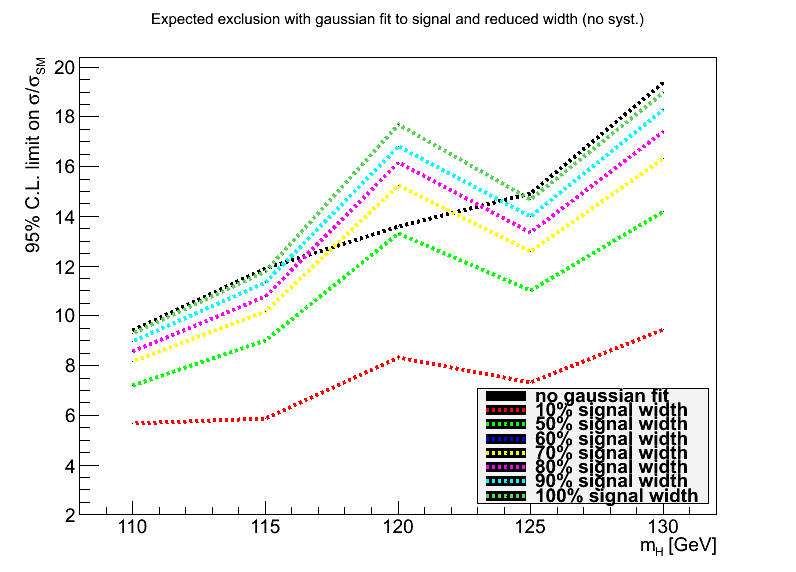 Expected exclusion with gaussian fit to signal and reduced width (no syst.)
95% C.L. limit on σ/σSM
20
18
16
14
12
10
8
6
4
2
110
115
120
125
130
mH [GeV]
no gaussian fit
10% signal width
50% signal width
60% signal width
70% signal width
80% signal width
90% signal width
100% signal width